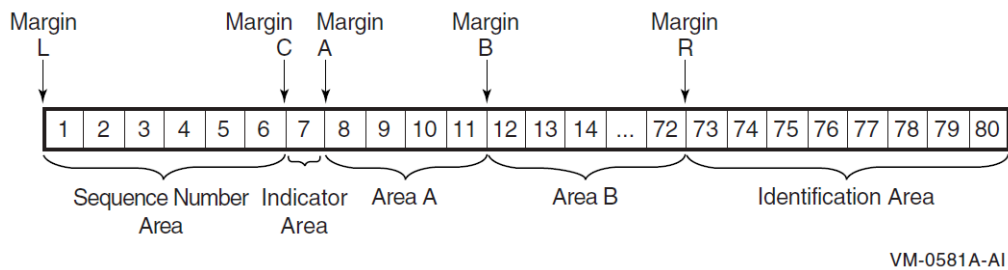 Margin Margin Margin Margin Margin
L C A B R
1 2 3 4 5 6 7 8 9 10 11 12 13 14 ... 72 73 74 75 76 77 78 79 80
Sequence Number Indicator Area A Area B Identification Area
Area Area
VM-0581A-AI